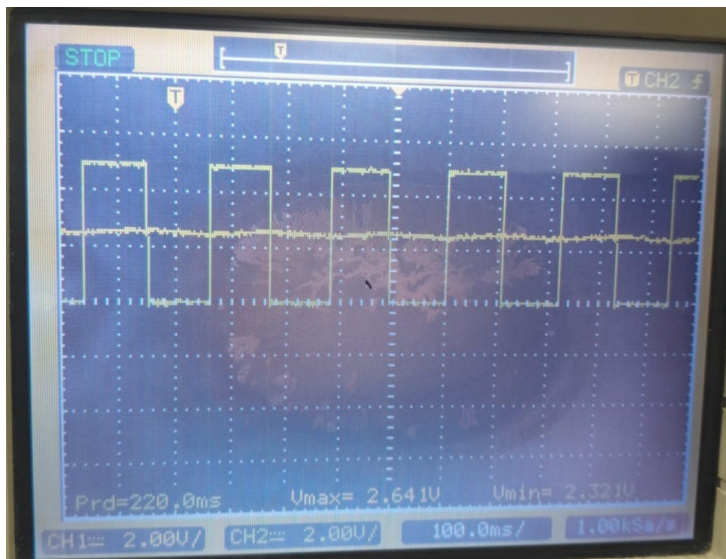 STOP
T
T CH2
T
Prd=220.0ms Vmax= 2.641V Vmin= 2.321V
CH1 2.00V/ CH2 2.00V/ 100.0ms/ 1.00kSa/s